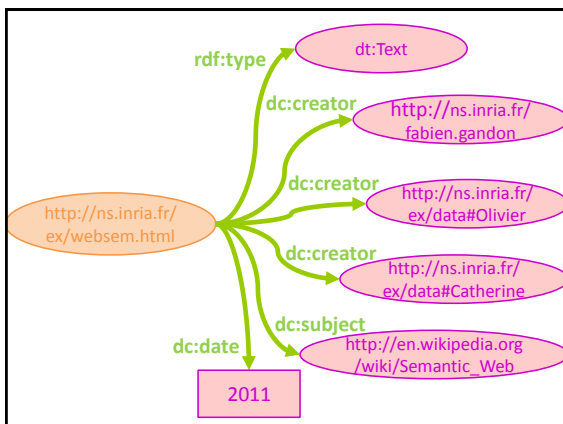 rdf:type
dt:Text
dc:creator
http://ns.inria.fr/
fabien.gandon
dc:creator
http://ns.inria.fr/
ex/websem.html
http://ns.inria.fr/
ex/data#Olivier
dc:creator
http://ns.inria.fr/
ex/data#Catherine
dc:subject
dc:date
http://en.wikipedia.org
/wiki/Semantic_Web
2011